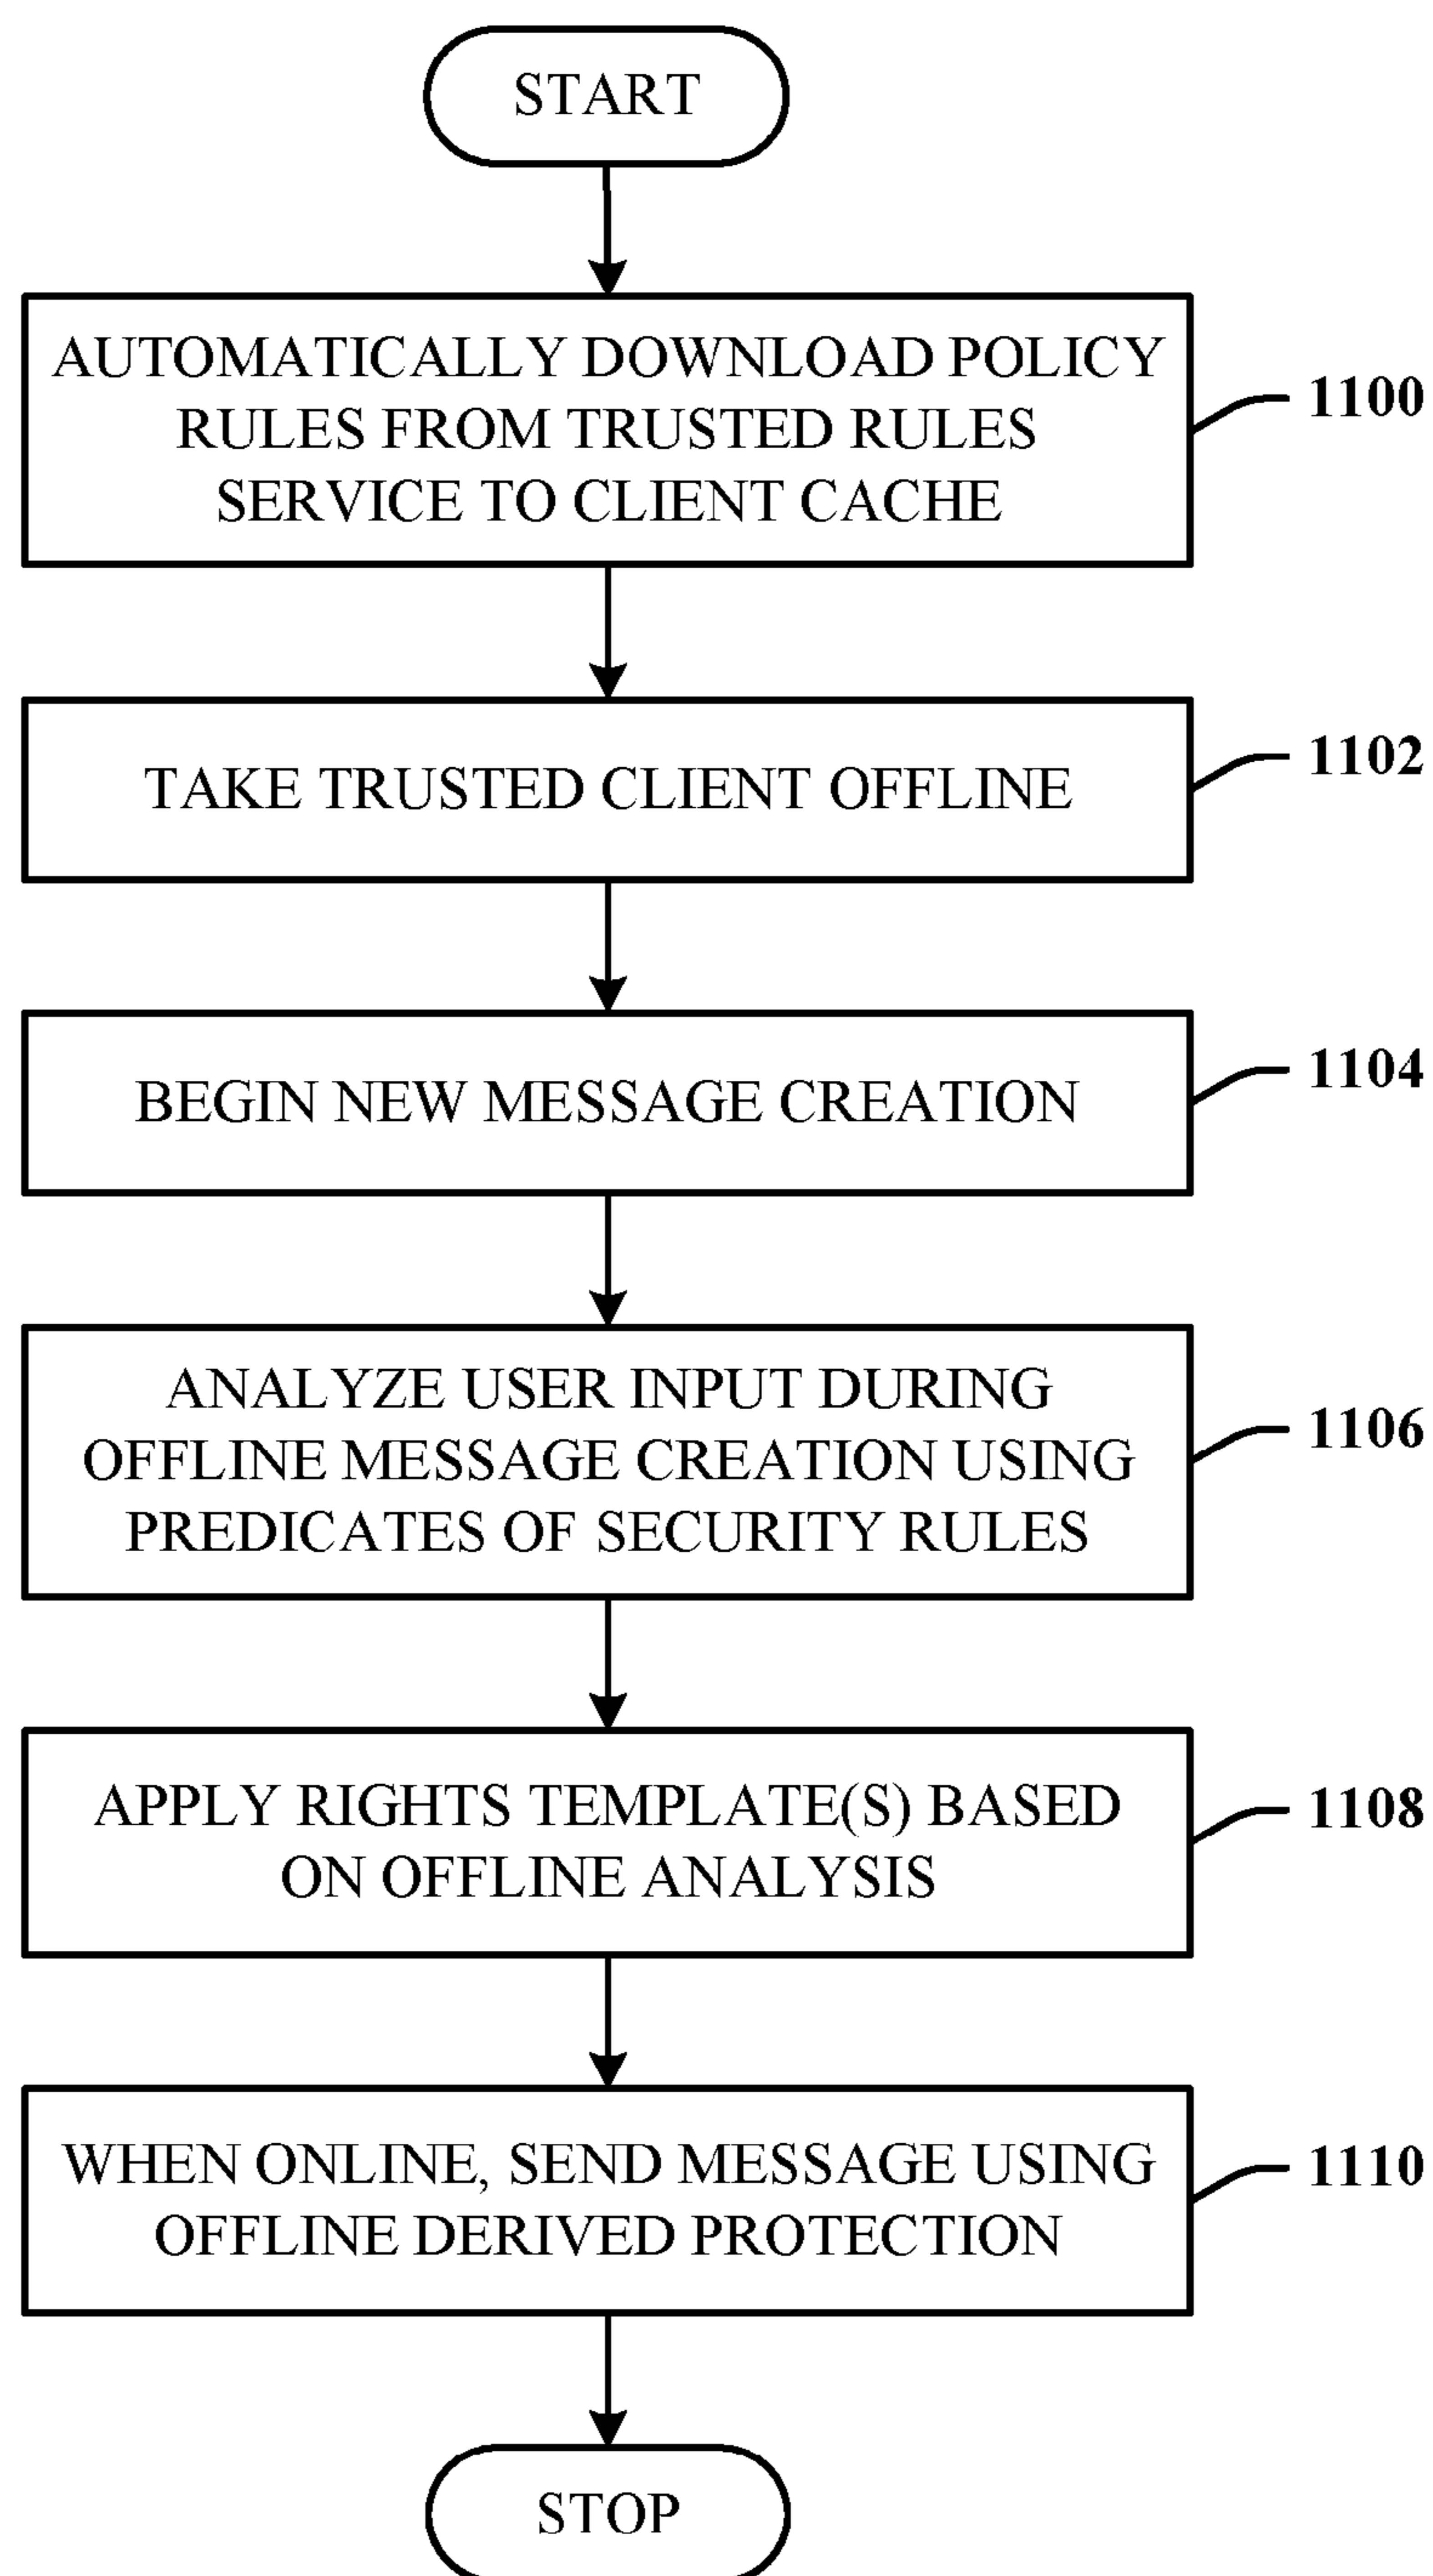 START
AUTOMATICALLY DOWNLOAD POLICY
RULES FROM TRUSTED RULES
SERVICE TO CLIENT CACHE
1100
TAKE TRUSTED CLIENT OFFLINE
1102
BEGIN NEW MESSAGE CREATION
1104
ANALYZE USER INPUT DURING
OFFLINE MESSAGE CREATION USING
PREDICATES OF SECURITY RULES
1106
APPLY RIGHTS TEMPLATE(S) BASED
ON OFFLINE ANALYSIS
1108
WHEN ONLINE, SEND MESSAGE USING
OFFLINE DERIVED PROTECTION
1110
STOP